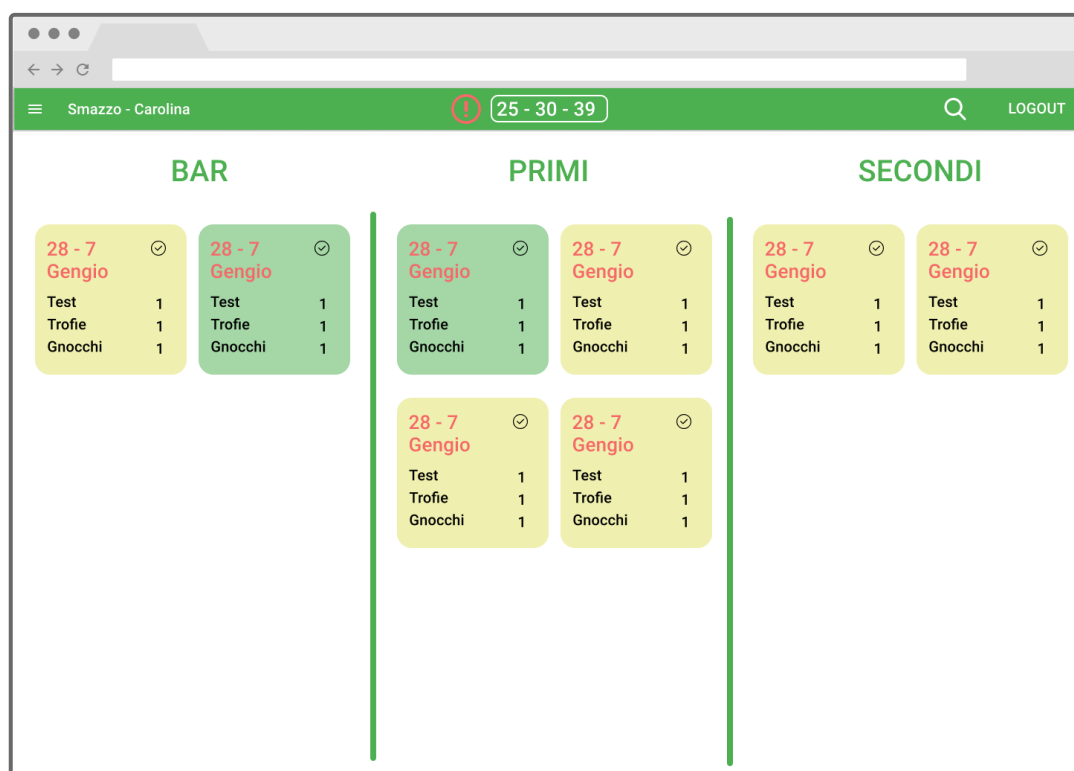 Smazzo - Carolina
25 - 30 - 39
LOGOUT
BAR
28 - 7
Gengio
Test 1
Trofie 1
Gnocchi 1
28 - 7
Gengio
Test 1
Trofie 1
Gnocchi 1
PRIMI
28 - 7
Gengio
Test 1
Trofie 1
Gnocchi 1
28 - 7
Gengio
Test 1
Trofie 1
Gnocchi 1
28 - 7
Gengio
Test 1
Trofie 1
Gnocchi 1
28 - 7
Gengio
Test 1
Trofie 1
Gnocchi 1
SECONDI
28 - 7
Gengio
Test 1
Trofie 1
Gnocchi 1
28 - 7
Gengio
Test 1
Trofie 1
Gnocchi 1